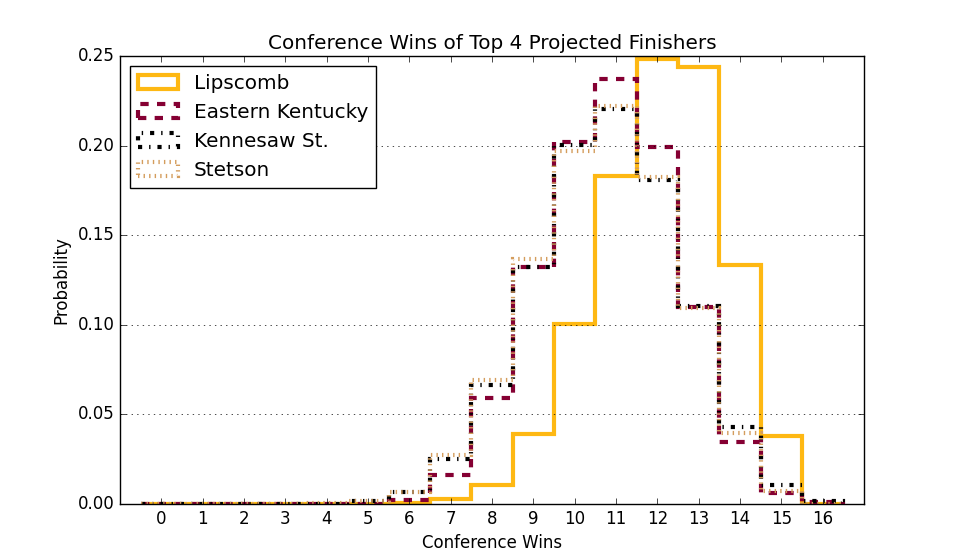 Conference Wins of Top 4 Projected Finishers
Lipscomb
Eastern Kentucky
Kennesaw St.
Stetson
0.25
0.20
0.15
0.10
0.05
0.00
Probability
0 1 2 3 4 5 6 7 8 9 10 11 12 13 14 15 16
Conference Wins